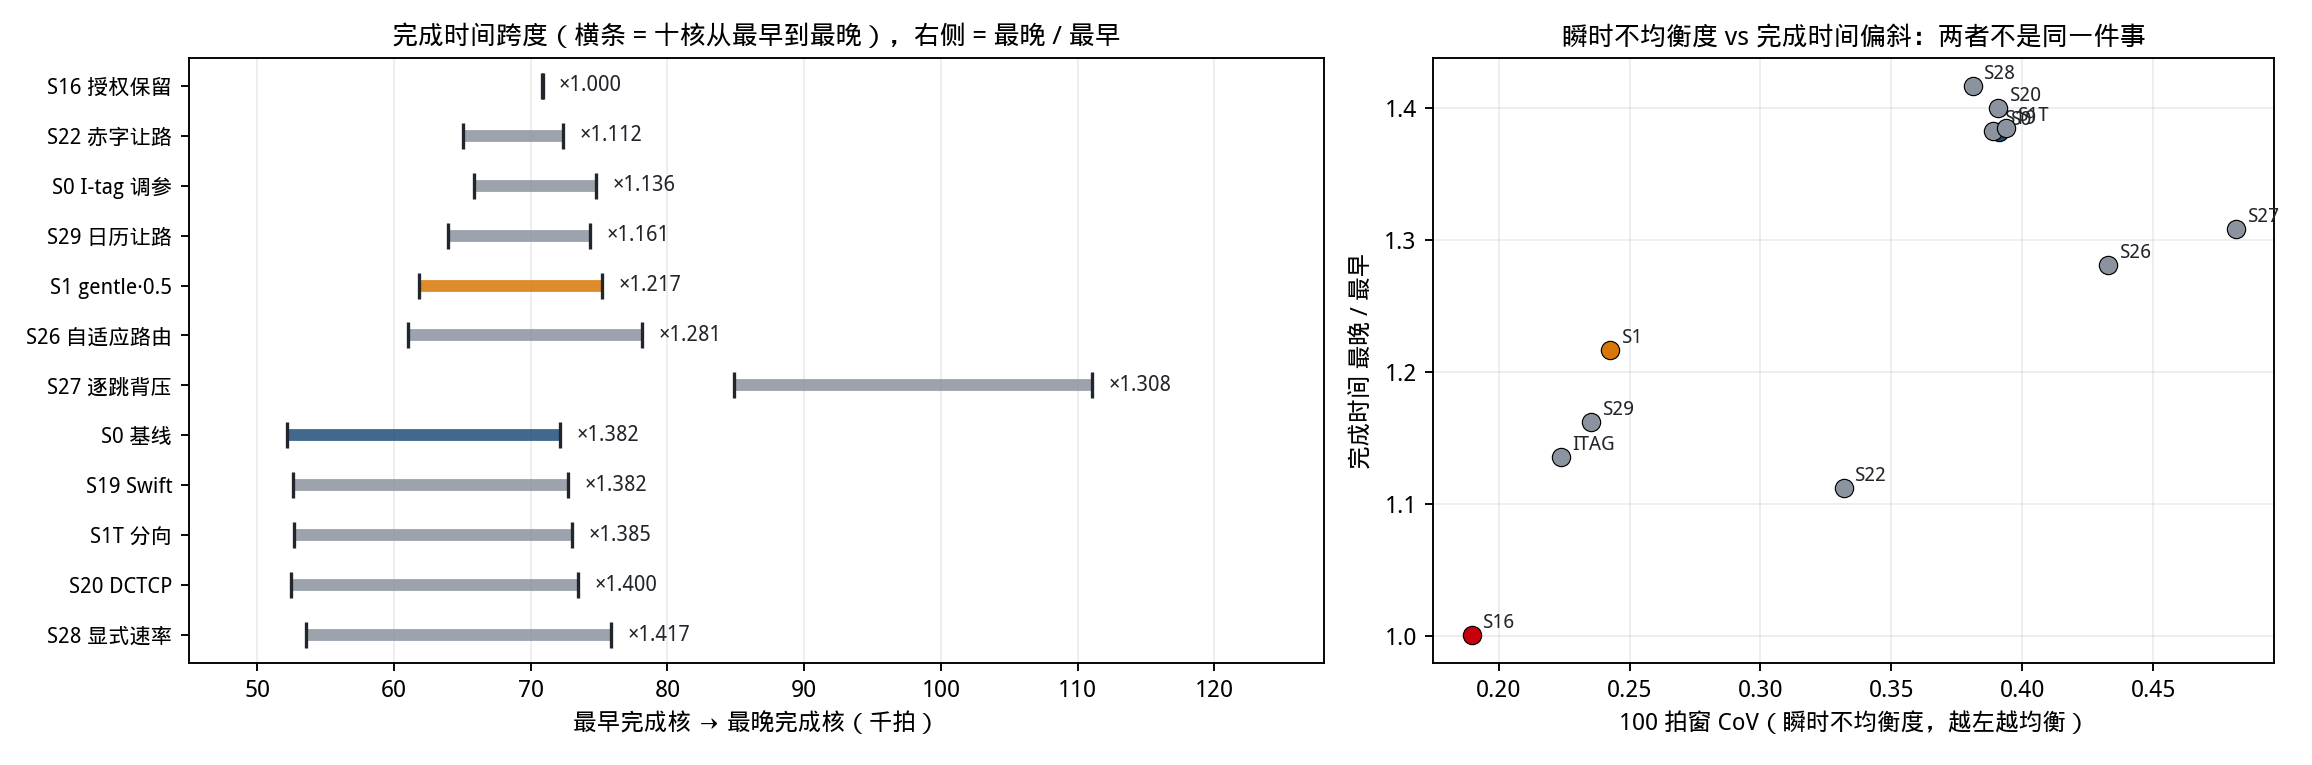 完成时间跨度（横条 = 十核从最早到最晚），右侧 = 最晚 / 最早
S16 授权保留
×1.000
S22 赤字让路
×1.112
S0 I-tag 调参
×1.136
S29 日历让路
×1.161
S1 gentle·0.5
×1.217
S26 自适应路由
×1.281
S27 逐跳背压
×1.308
S0 基线
×1.382
S19 Swift
×1.382
S1T 分向
×1.385
S20 DCTCP
×1.400
S28 显式速率
×1.417
50 60 70 80 90 100 110 120
最早完成核 → 最晚完成核（千拍）
瞬时不均衡度 vs 完成时间偏斜：两者不是同一件事
完成时间 最晚 / 最早
1.4
1.3
1.2
1.1
1.0
S28
S20
S1T
S27
S26
S1
S29
ITAG
S22
S16
0.20 0.25 0.30 0.35 0.40 0.45
100 拍窗 CoV（瞬时不均衡度，越左越均衡）